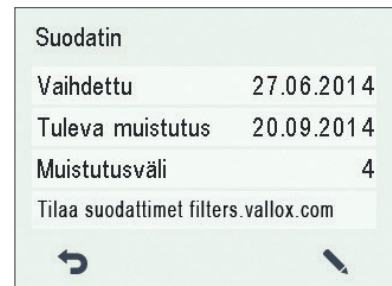 Suodatin
Vaihdettu 27.06.2014
Tuleva muistutus 20.09.2014
Muistutusväli 4
Tilaa suodattimet filters.vallox.com